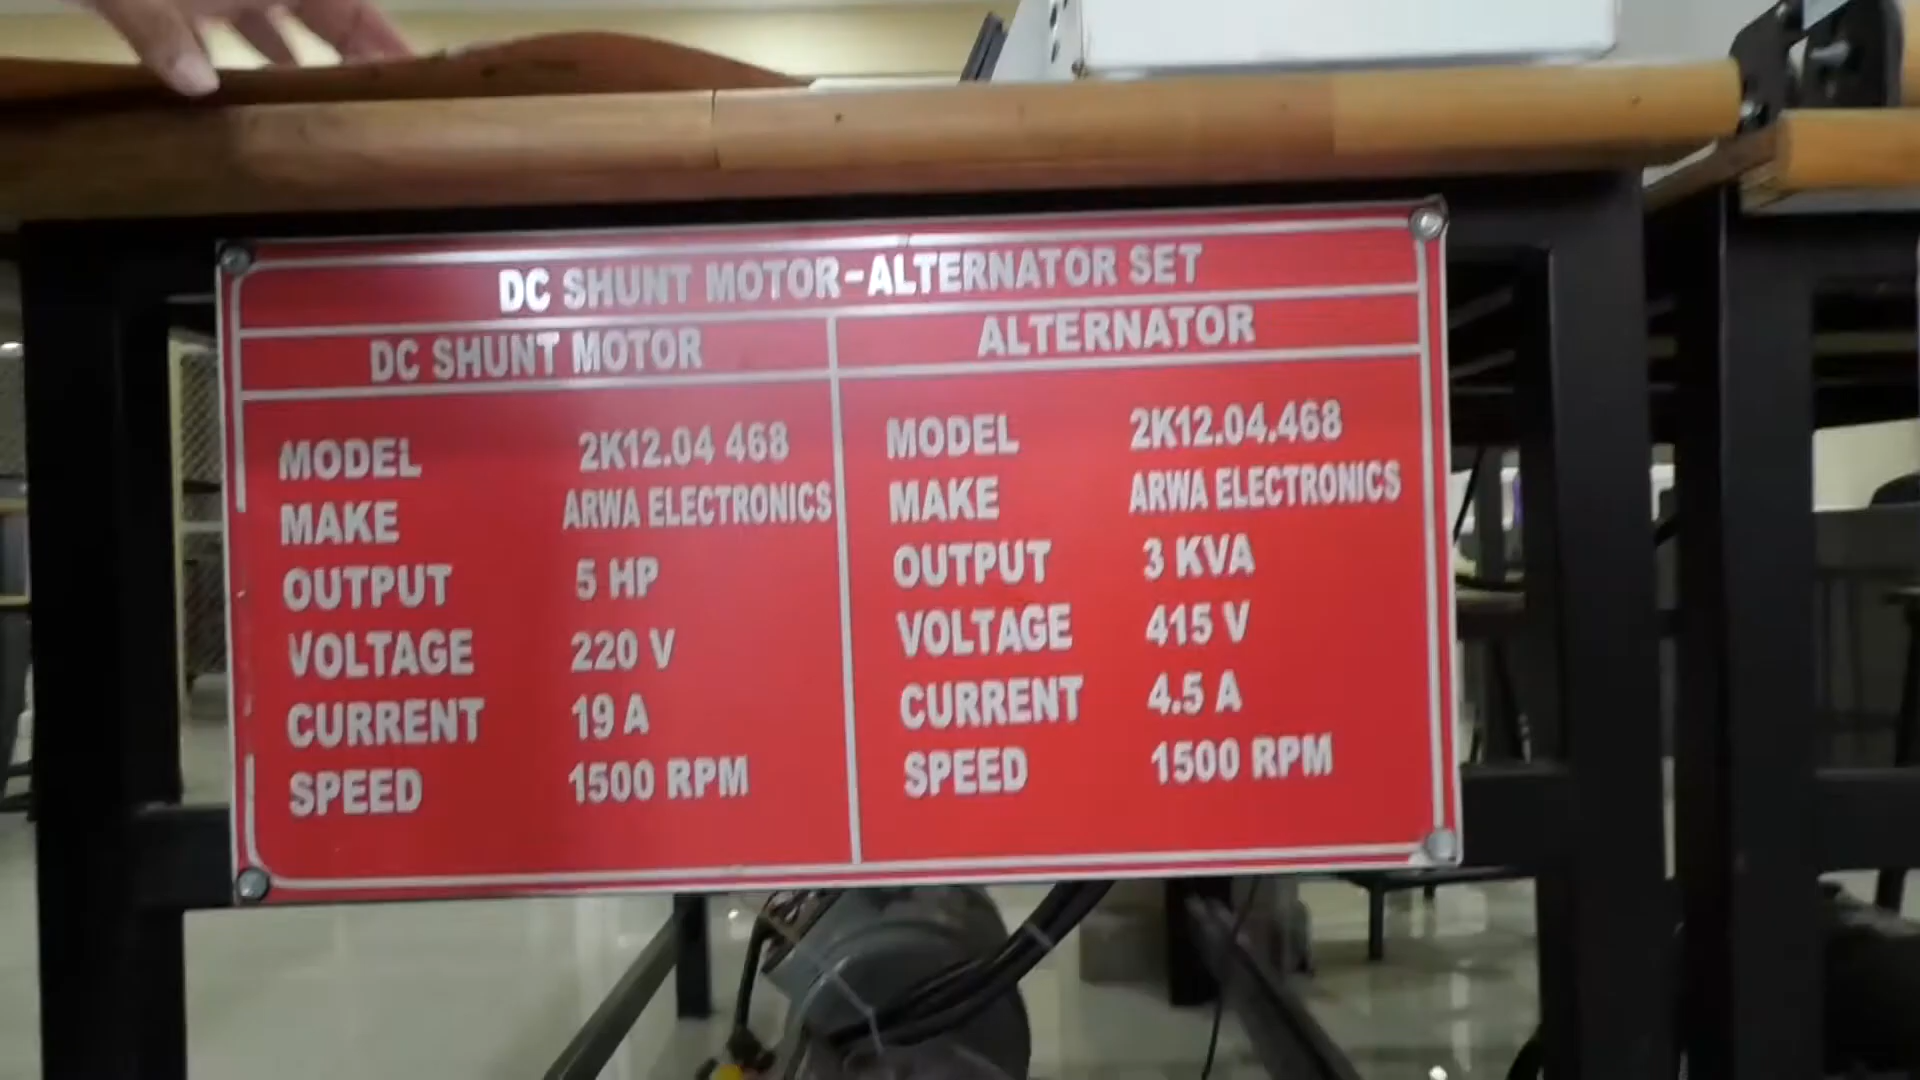 DC SHUNT MOTOR-ALTERNATOR SET
DC SHUNT MOTOR
MODEL 2K12.04 468
MAKE ARWA ELECTRONICS
OUTPUT 5 HP
VOLTAGE 220 V
CURRENT 19 A
SPEED 1500 RPM
ALTERNATOR
MODEL 2K12.04.468
MAKE ARWA ELECTRONICS
OUTPUT 3 KVA
VOLTAGE 415 V
CURRENT 4.5 A
SPEED 1500 RPM